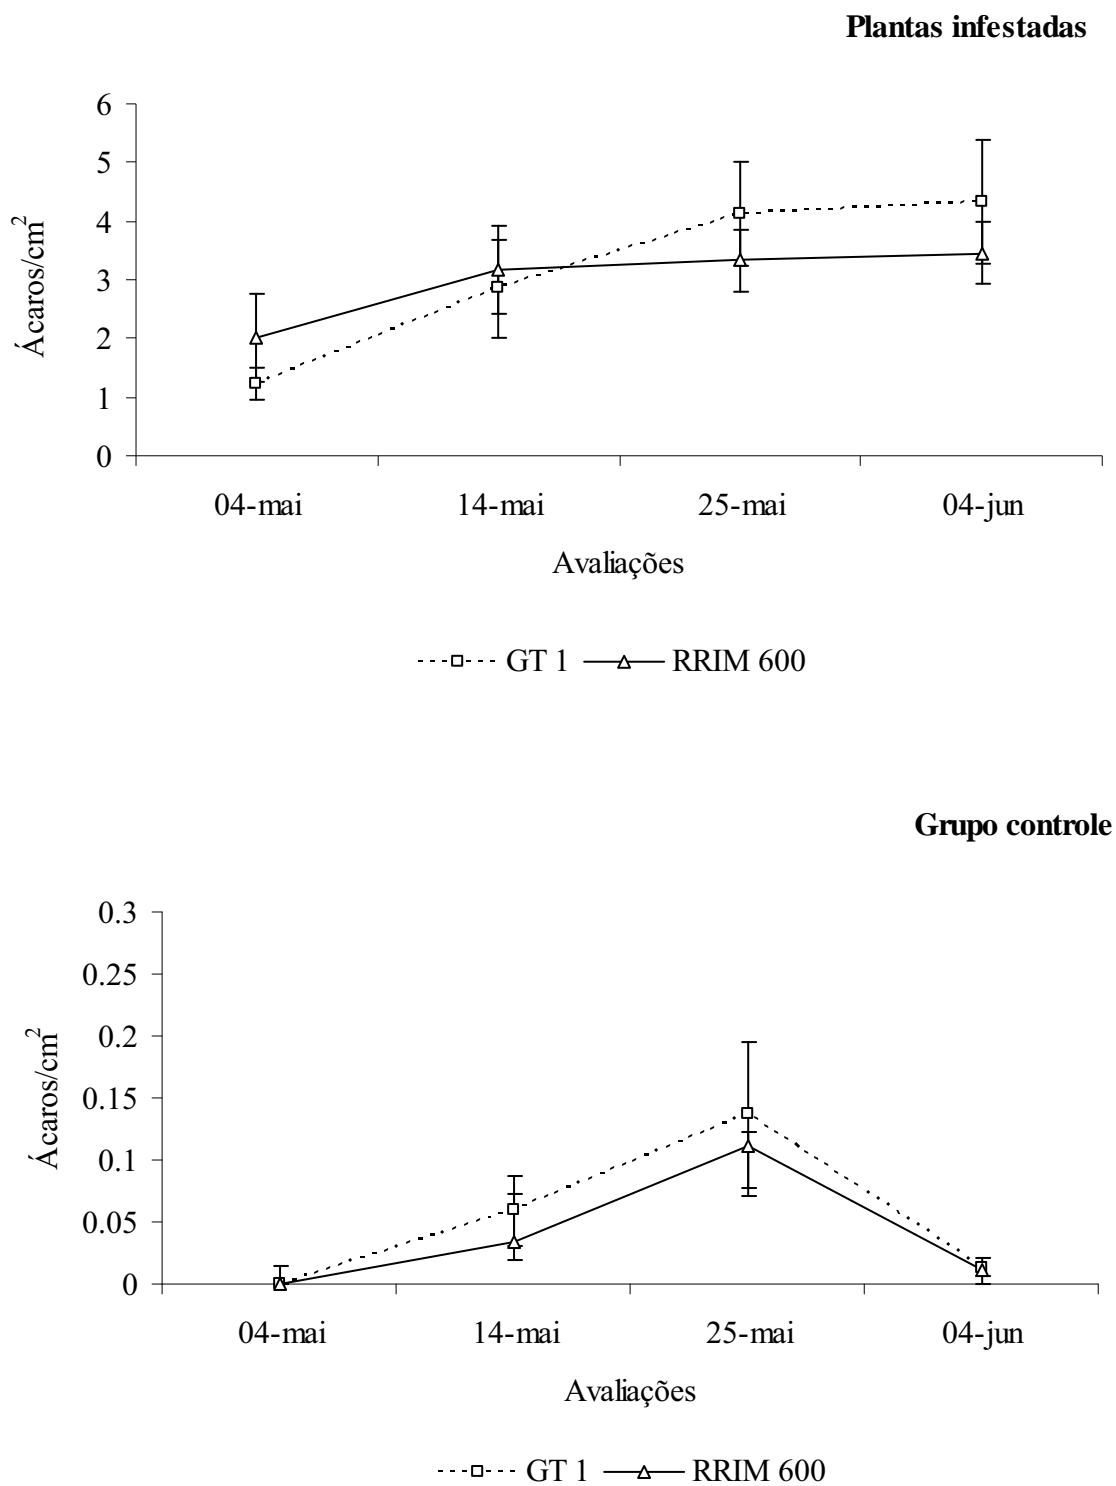 Plantas infestadas
6
5
4
3
2
1
0
Ácaros/cm²
04-mai 14-mai 25-mai 04-jun
Avaliações
GT 1 RRIM 600
Grupo controle
0.3
0.25
0.2
0.15
0.1
0.05
0
Ácaros/cm²
04-mai 14-mai 25-mai 04-jun
Avaliações
GT 1 RRIM 600